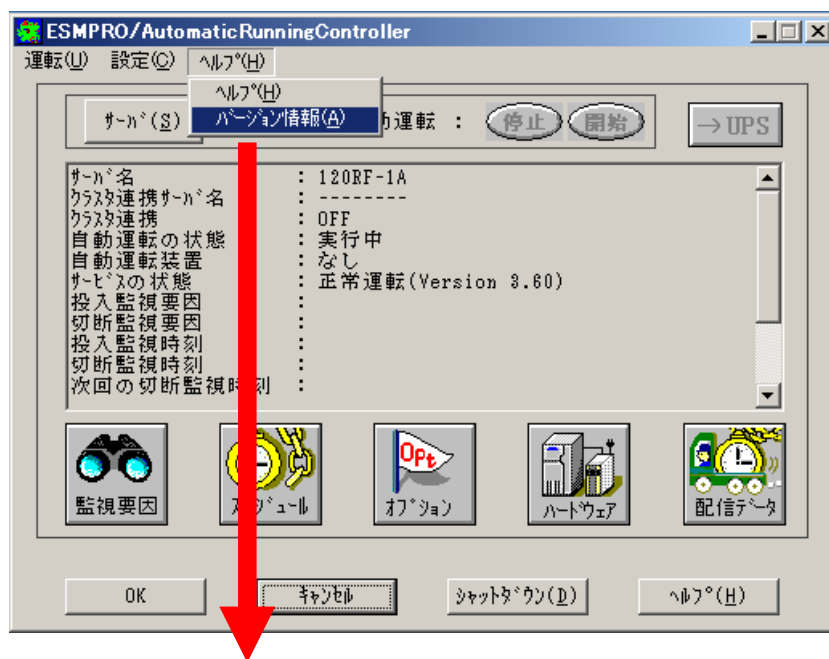 ESMPRO/AutomaticRunningController
運転(U) 設定(C) ﾍﾙﾌﾟ(H)
ﾍﾙﾌﾟ(H)
ﾊﾞｰｼﾞｮﾝ情報(A)
ｻｰﾊﾞ(S) 動運転 : 停止 開始 →UPS
ｻｰﾊﾞ名 : 120RF-1A
ｸﾗｽﾀ連携ｻｰﾊﾞ名 : --------
ｸﾗｽﾀ連携 : OFF
自動運転の状態 : 実行中
自動運転装置 : なし
ｻｰﾋﾞｽの状態 : 正常運転(Version 3.60)
投入監視要因 :
切断監視要因 :
投入監視時刻 :
切断監視時刻 :
次回の切断監視時刻 :
監視要因 ｽｹｼﾞｭｰﾙ Opt ｵﾌﾟｼｮﾝ ﾊｰﾄﾞｳｪｱ 配信ﾃﾞｰﾀ
OK ｷｬﾝｾﾙ ｼｬｯﾄﾀﾞｳﾝ(D) ﾍﾙﾌﾟ(H)